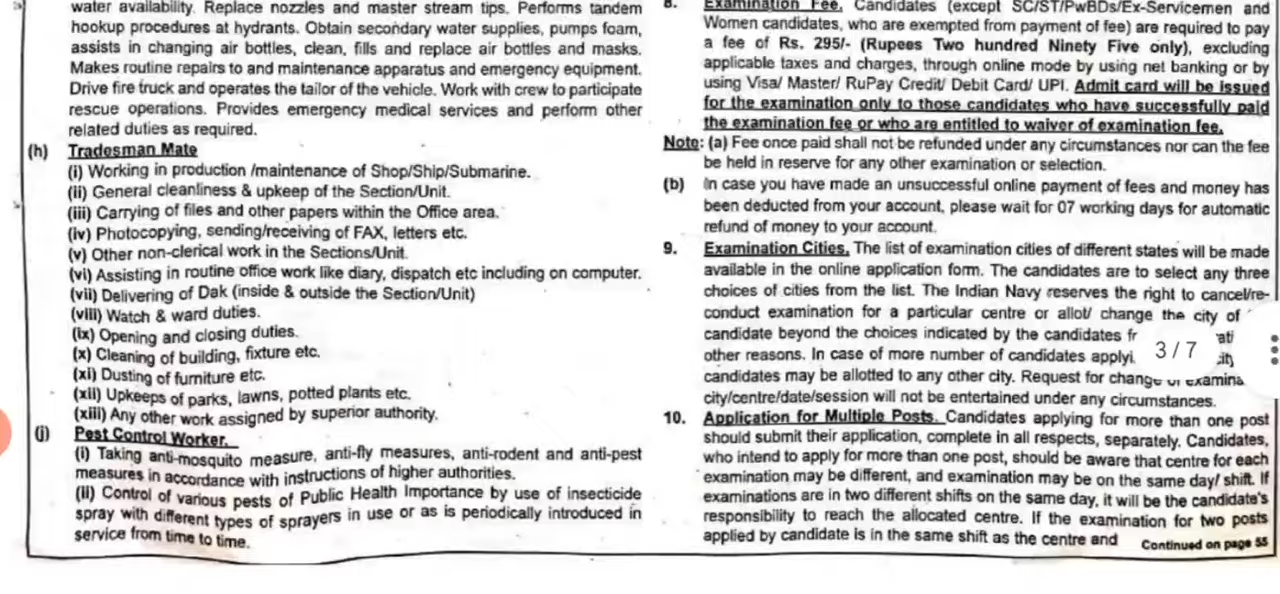 water availability. Replace nozzles and master stream tips. Performs tandem
hookup procedures at hydrants. Obtain secondary water supplies, pumps foam,
assists in changing air bottles, clean, fills and replace air bottles and masks.
Makes routine repairs to and maintenance apparatus and emergency equipment.
Drive fire truck and operates the tailor of the vehicle. Work with crew to participate
rescue operations. Provides emergency medical services and perform other
related duties as required.
(h) Tradesman Mate
(i) Working in production /maintenance of Shop/Ship/Submarine.
(ii) General cleanliness & upkeep of the Section/Unit.
(iii) Carrying of files and other papers within the Office area.
(iv) Photocopying, sending/receiving of FAX, letters etc.
(v) Other non-clerical work in the Sections/Unit.
(vi) Assisting in routine office work like diary, dispatch etc including on computer.
(vii) Delivering of Dak (inside & outside the Section/Unit)
(viii) Watch & ward duties.
(ix) Opening and closing duties.
(x) Cleaning of building, fixture etc.
(xi) Dusting of furniture etc.
(xii) Upkeeps of parks, lawns, potted plants etc.
(xiii) Any other work assigned by superior authority.
(j) Pest Control Worker.
(i) Taking anti-mosquito measure, anti-fly measures, anti-rodent and anti-pest
measures in accordance with instructions of higher authorities.
(ii) Control of various pests of Public Health Importance by use of insecticide
spray with different types of sprayers in use or as is periodically introduced in
service from time to time.
8. Examination Fee. Candidates (except SC/ST/PwBDs/Ex-Servicemen and
Women candidates, who are exempted from payment of fee) are required to pay
a fee of Rs. 295/- (Rupees Two hundred Ninety Five only), excluding
applicable taxes and charges, through online mode by using net banking or by
using Visa/ Master/ RuPay Credit/ Debit Card/ UPI. Admit card will be issued
for the examination only to those candidates who have successfully paid
the examination fee or who are entitled to waiver of examination fee.
Note: (a) Fee once paid shall not be refunded under any circumstances nor can the fee
be held in reserve for any other examination or selection.
(b) In case you have made an unsuccessful online payment of fees and money has
been deducted from your account, please wait for 07 working days for automatic
refund of money to your account.
9. Examination Cities. The list of examination cities of different states will be made
available in the online application form. The candidates are to select any three
choices of cities from the list. The Indian Navy reserves the right to cancel/re-
conduct examination for a particular centre or allot/ change the city of
candidate beyond the choices indicated by the candidates
other reasons. In case of more number of candidates
3/7
candidates may be allotted to any other city. Request for change
city/centre/date/session will not be entertained under any circumstances.
10. Application for Multiple Posts. Candidates applying for more than one post
should submit their application, complete in all respects, separately. Candidates,
who intend to apply for more than one post, should be aware that centre for each
examination may be different, and examination may be on the same day/ shift. If
examinations are in two different shifts on the same day, it will be the candidate's
responsibility to reach the allocated centre. If the examination for two posts
applied by candidate is in the same shift as the centre and
Continued on page 55